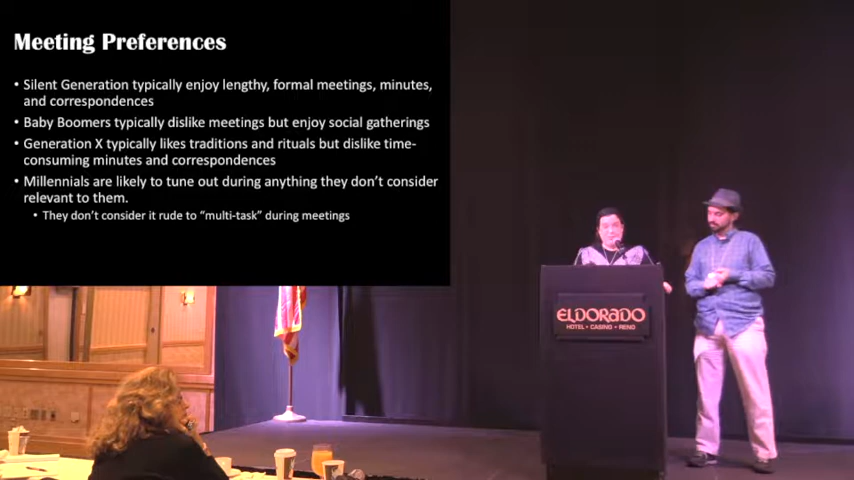 Meeting Preferences
• Silent Generation typically enjoy lengthy, formal meetings, minutes,
and correspondences
• Baby Boomers typically dislike meetings but enjoy social gatherings
• Generation X typically likes traditions and rituals but dislike time-
consuming minutes and correspondences
• Millennials are likely to tune out during anything they don't consider
relevant to them.
• They don't consider it rude to "multi-task" during meetings
ELDORADO
HOTEL • CASINO • RENO